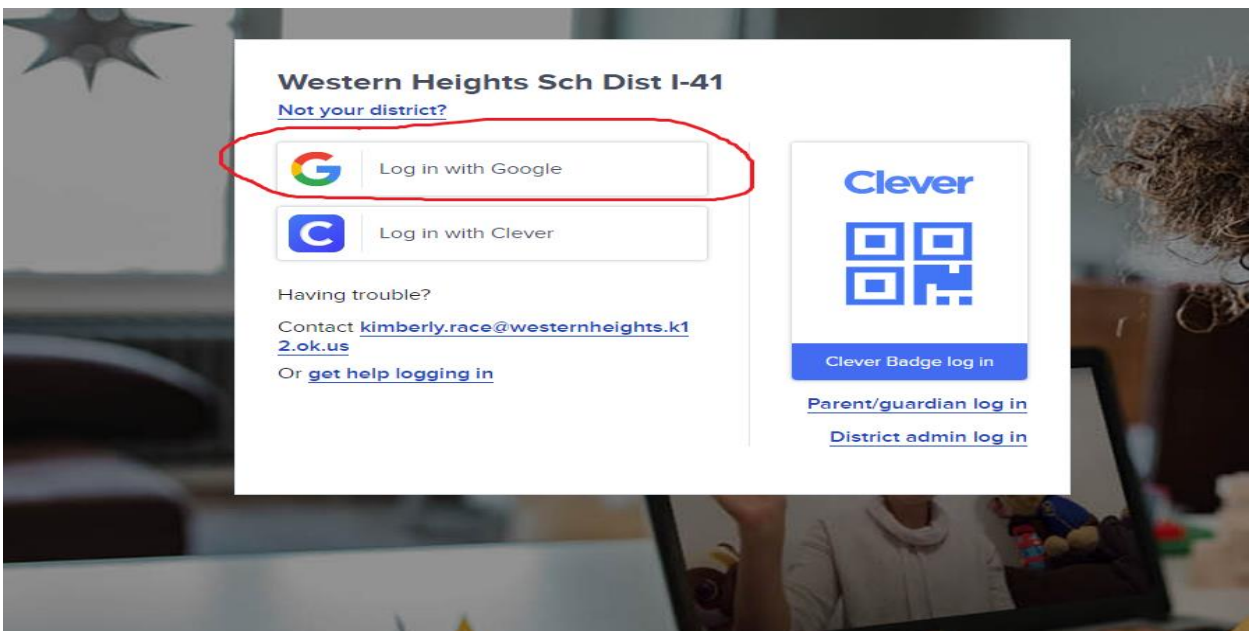 Western Heights Sch Dist I-41
Not your district?
Log in with Google
Log in with Clever
Having trouble?
Contact kimberly.race@westernheights.k1
2.ok.us
Or get help logging in
Clever
Clever Badge log in
Parent/guardian log in
District admin log in